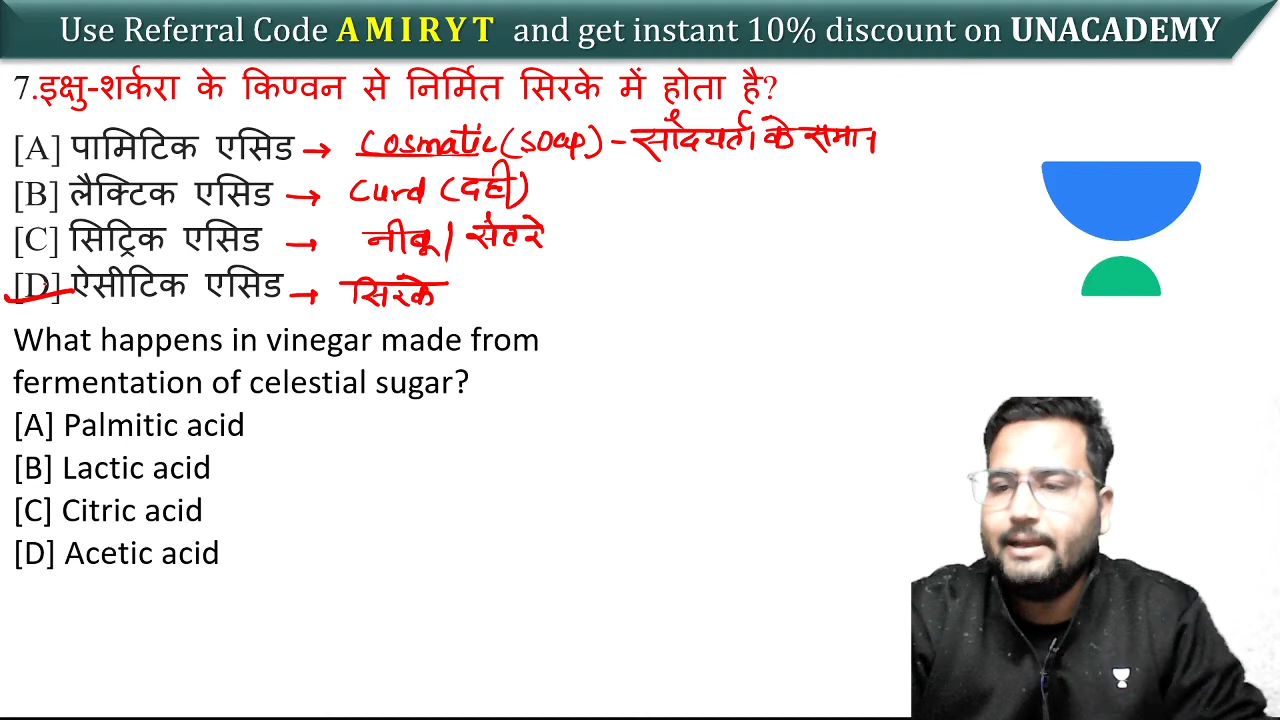 Use Referral Code AMIRYT and get instant 10% discount on UNACADEMY
7.इक्षु-शर्करा के किण्वन से निर्मित सिरके में होता है?
[A] पामिटिक एसिड → Cosmatic (soap) - सौंदयर्ता के समान
[B] लैक्टिक एसिड → Curd (दही)
[C] सिट्रिक एसिड → नीबू / संतरे
[D] ऐसीटिक एसिड → सिरके
What happens in vinegar made from
fermentation of celestial sugar?
[A] Palmitic acid
[B] Lactic acid
[C] Citric acid
[D] Acetic acid